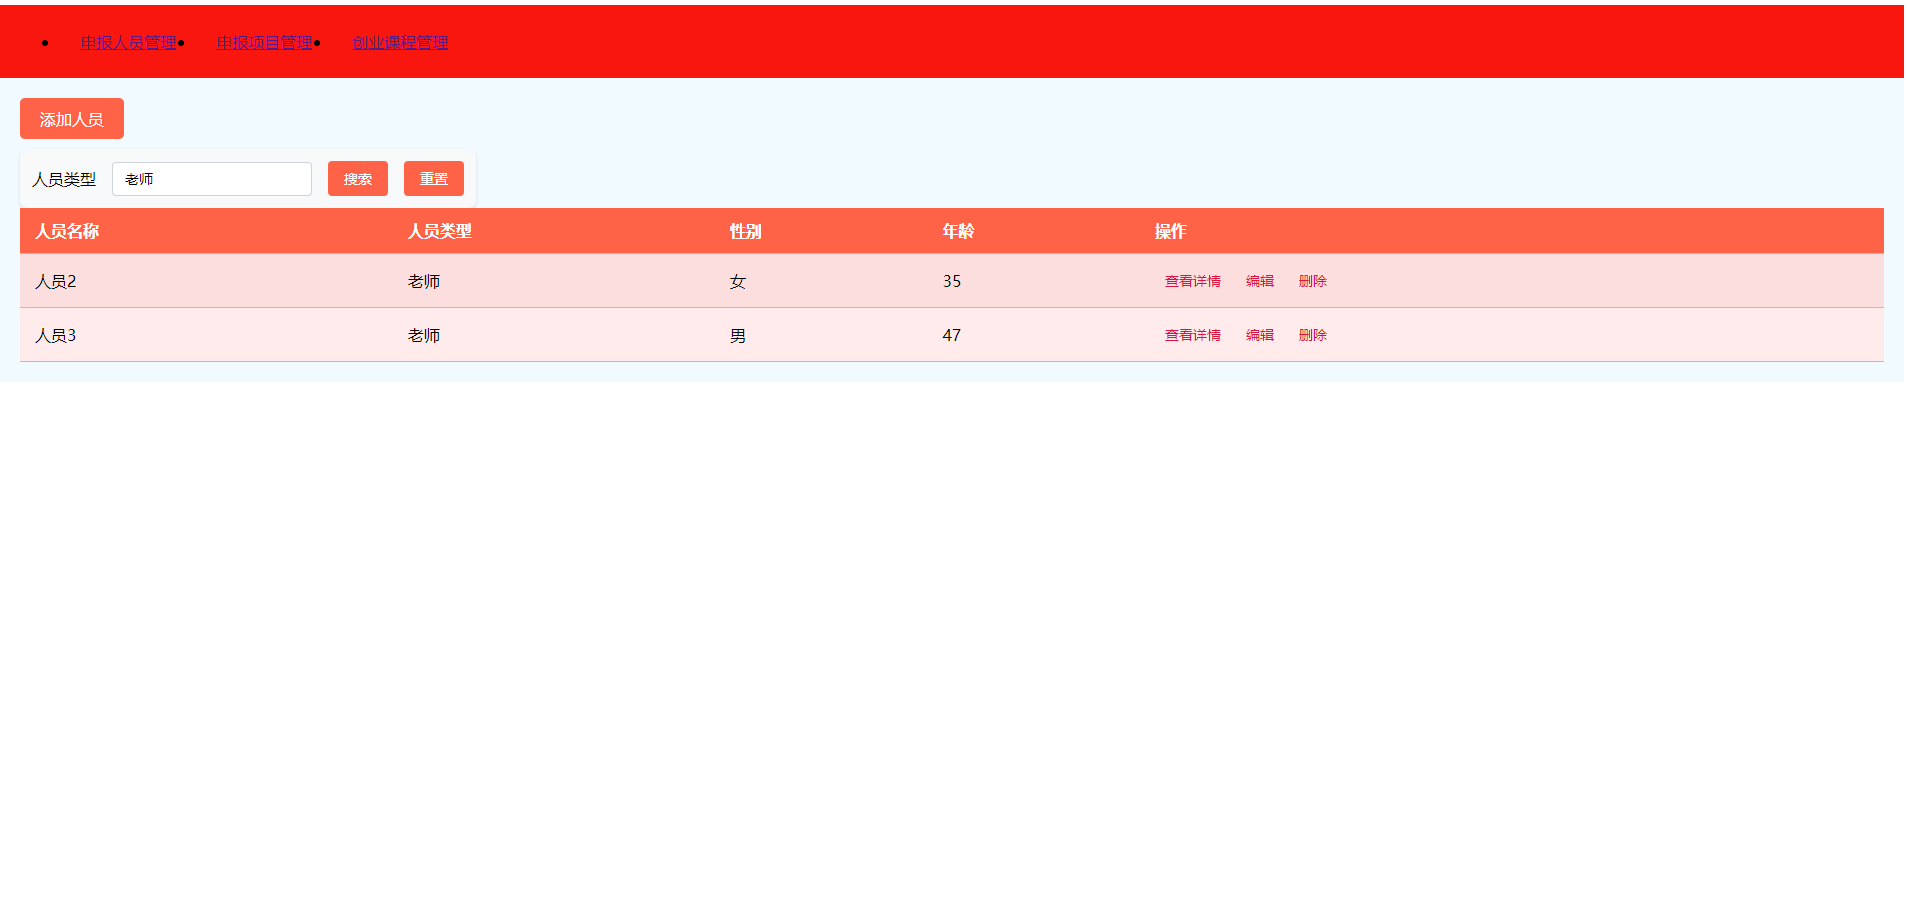 申报人员管理 申报项目管理 创业课程管理
添加人员
人员类型 老师 搜索 重置
人员名称 人员类型 性别 年龄 操作
人员2 老师 女 35 查看详情 编辑 删除
人员3 老师 男 47 查看详情 编辑 删除